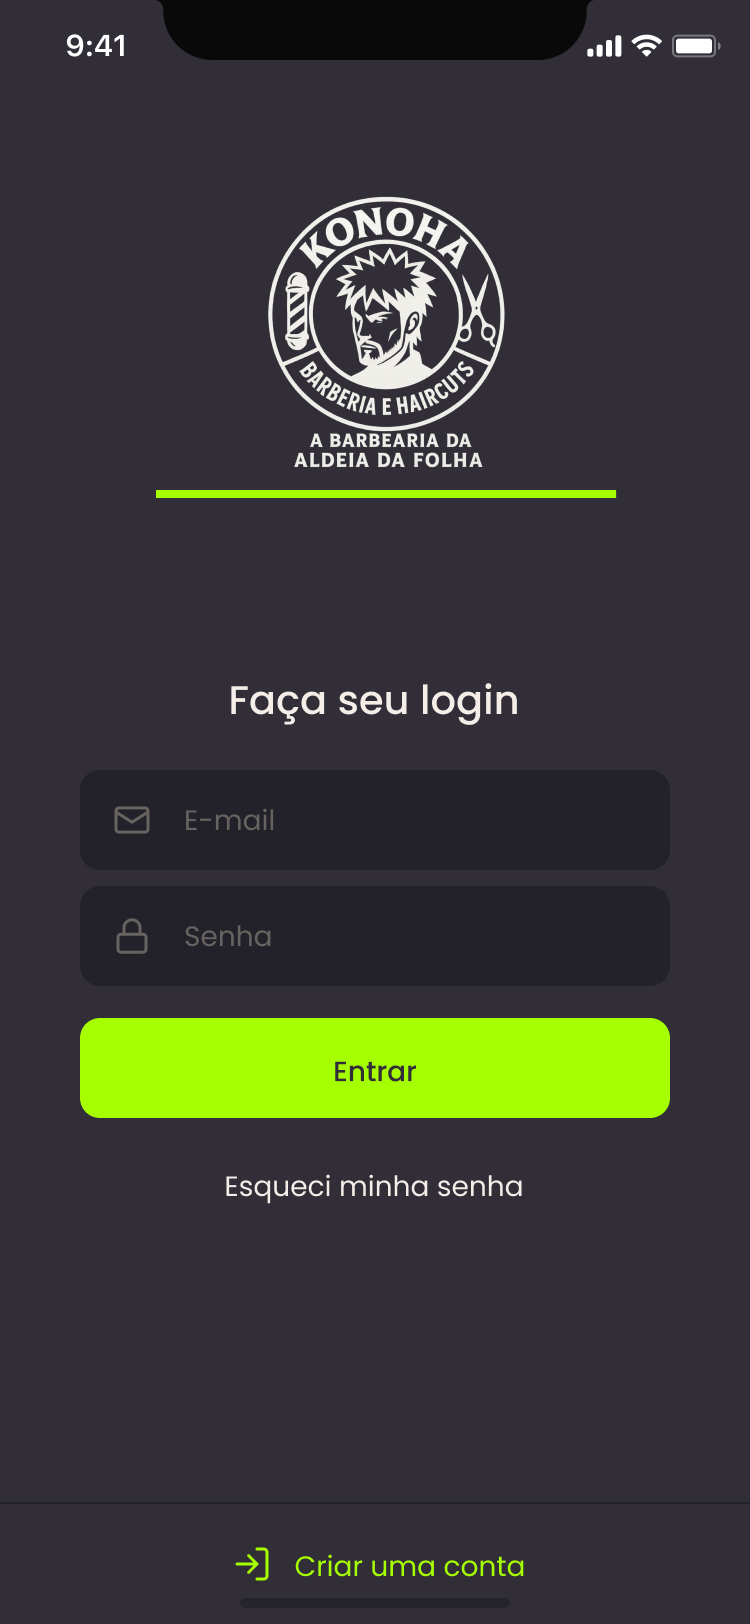 9:41
KONOHA
BARBERIA E HAIRCUTS
A BARBEARIA DA
ALDEIA DA FOLHA
Faça seu login
E-mail
Senha
Entrar
Esqueci minha senha
Criar uma conta